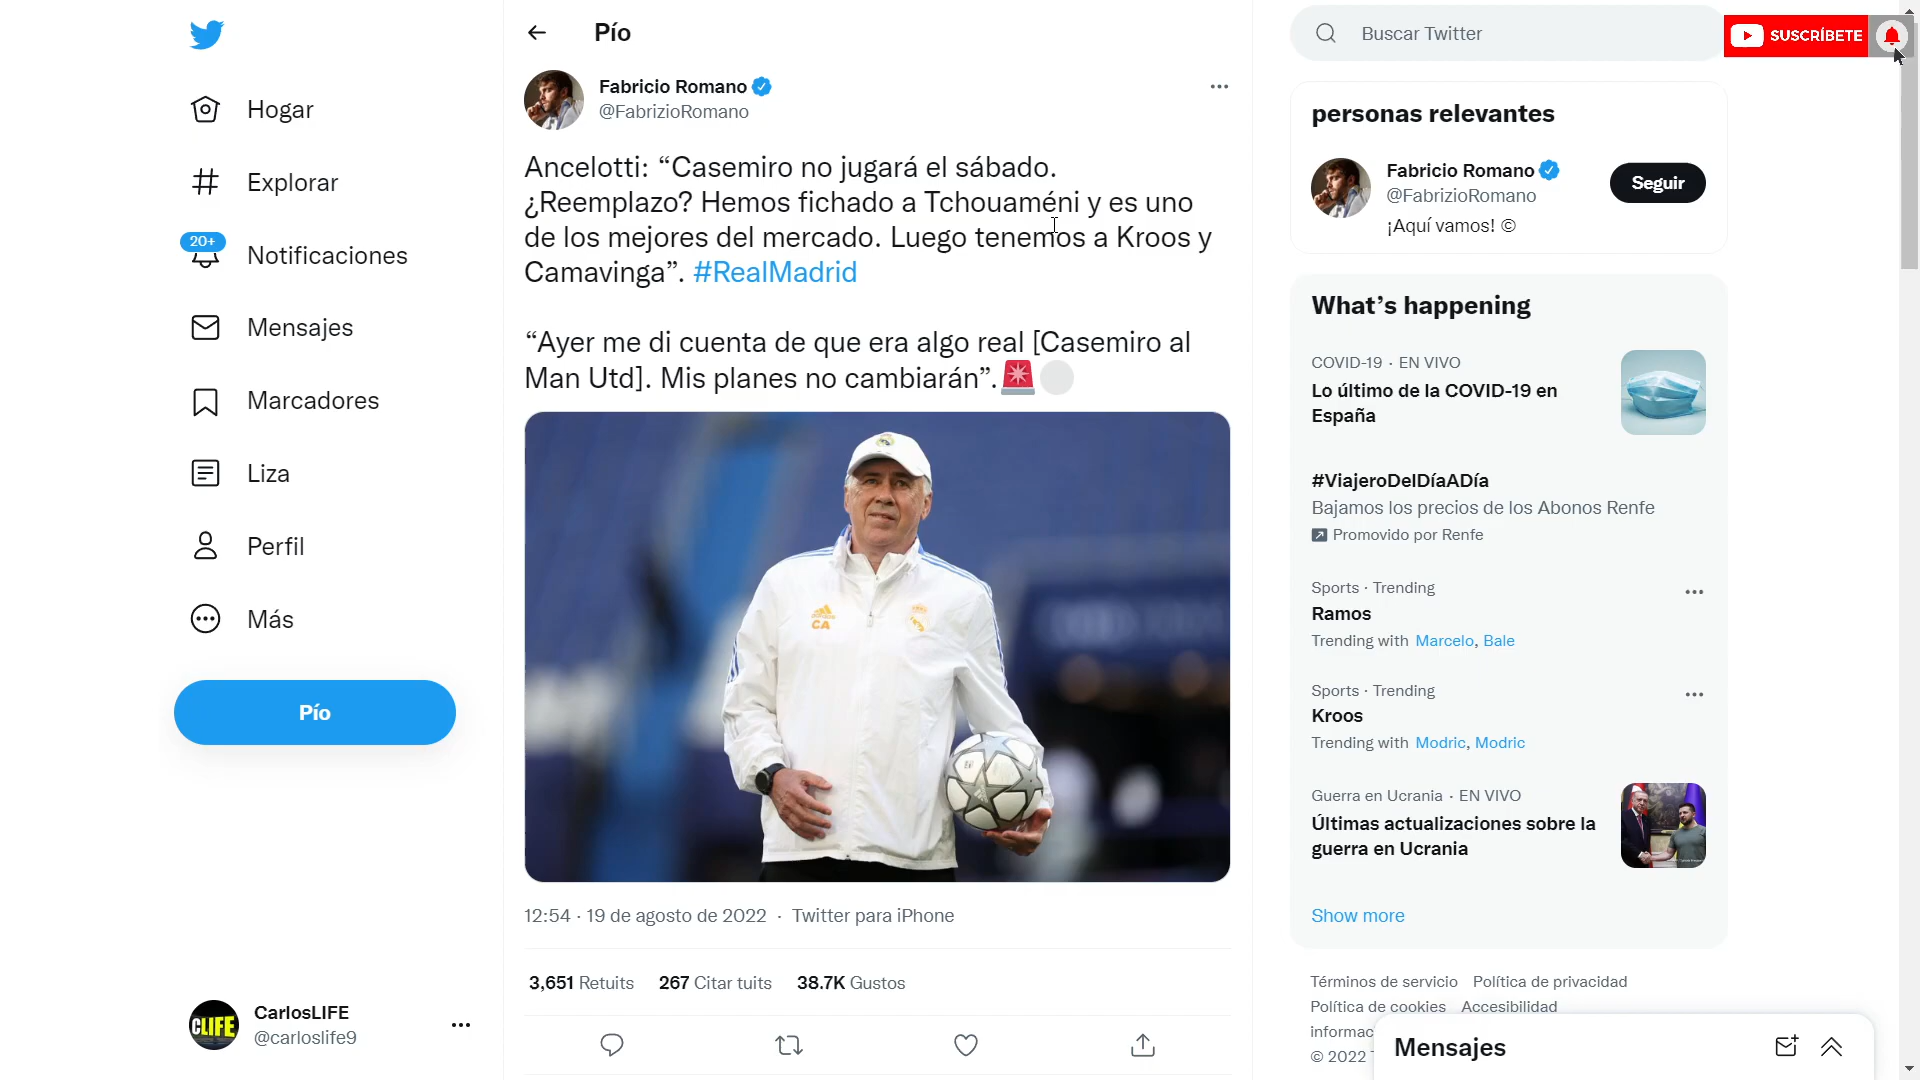 Pío
SUSCRÍBETE
Buscar Twitter
Hogar
Explorar
20+
Notificaciones
Mensajes
Marcadores
Liza
Perfil
Más
Pío
CarlosLIFE
@carloslife9
CLIFE
Fabricio Romano
@FabrizioRomano
Ancelotti: “Casemiro no jugará el sábado.
¿Reemplazo? Hemos fichado a Tchouaméni y es uno
de los mejores del mercado. Luego tenemos a Kroos y
Camavinga”. #RealMadrid
“Ayer me di cuenta de que era algo real [Casemiro al
Man Utd]. Mis planes no cambiarán”.
CA
12:54 · 19 de agosto de 2022 · Twitter para iPhone
3,651 Retuits 267 Citar tuits 38.7K Gustos
personas relevantes
Fabricio Romano
@FabrizioRomano
Seguir
¡Aquí vamos! ©
What’s happening
COVID-19 · EN VIVO
Lo último de la COVID-19 en
España
#ViajeroDelDíaADía
Bajamos los precios de los Abonos Renfe
Promovido por Renfe
Sports · Trending
Ramos
Trending with Marcelo, Bale
Sports · Trending
Kroos
Trending with Modric, Modric
Guerra en Ucrania · EN VIVO
Últimas actualizaciones sobre la
guerra en Ucrania
Show more
Términos de servicio Política de privacidad
Política de cookies Accesibilidad
informac
© 2022
Mensajes